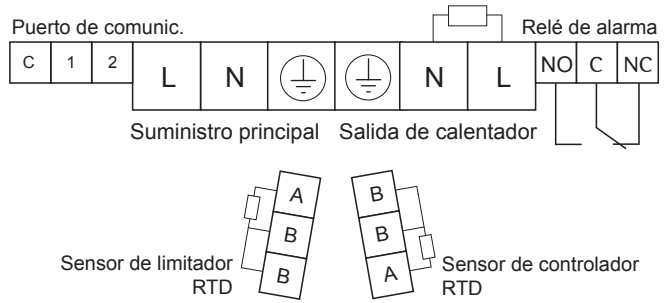 Puerto de comunic.
Relé de alarma
C 1 2 L N N L NO C NC
Suministro principal
Salida de calentador
A
B
B
Sensor de limitador
RTD
B
B
A
Sensor de controlador
RTD